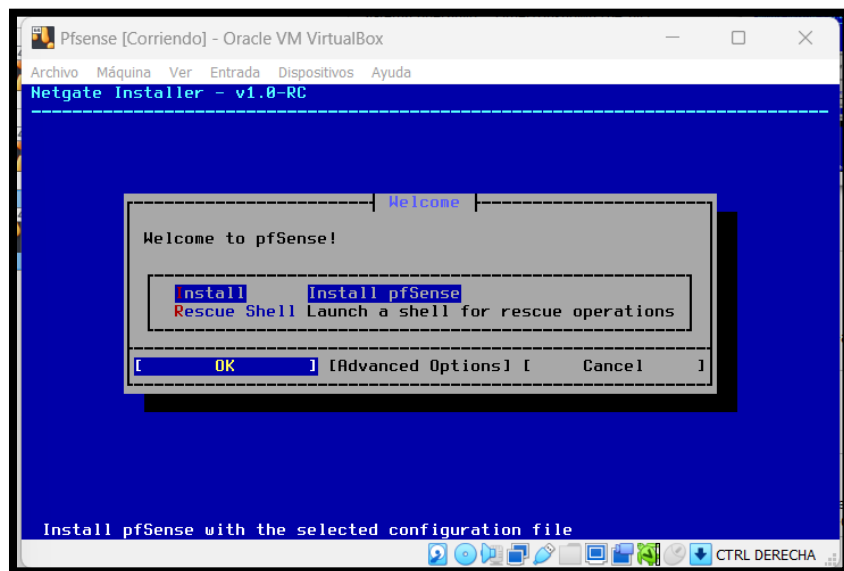 Pfsense [Corriendo] - Oracle VM VirtualBox
Archivo Máquina Ver Entrada Dispositivos Ayuda
Netgate Installer - v1.0-RC
Welcome
Welcome to pfSense!
Install Install pfSense
Rescue Shell Launch a shell for rescue operations
[ OK ] [Advanced Options] [ Cancel ]
Install pfSense with the selected configuration file
CTRL DERECHA